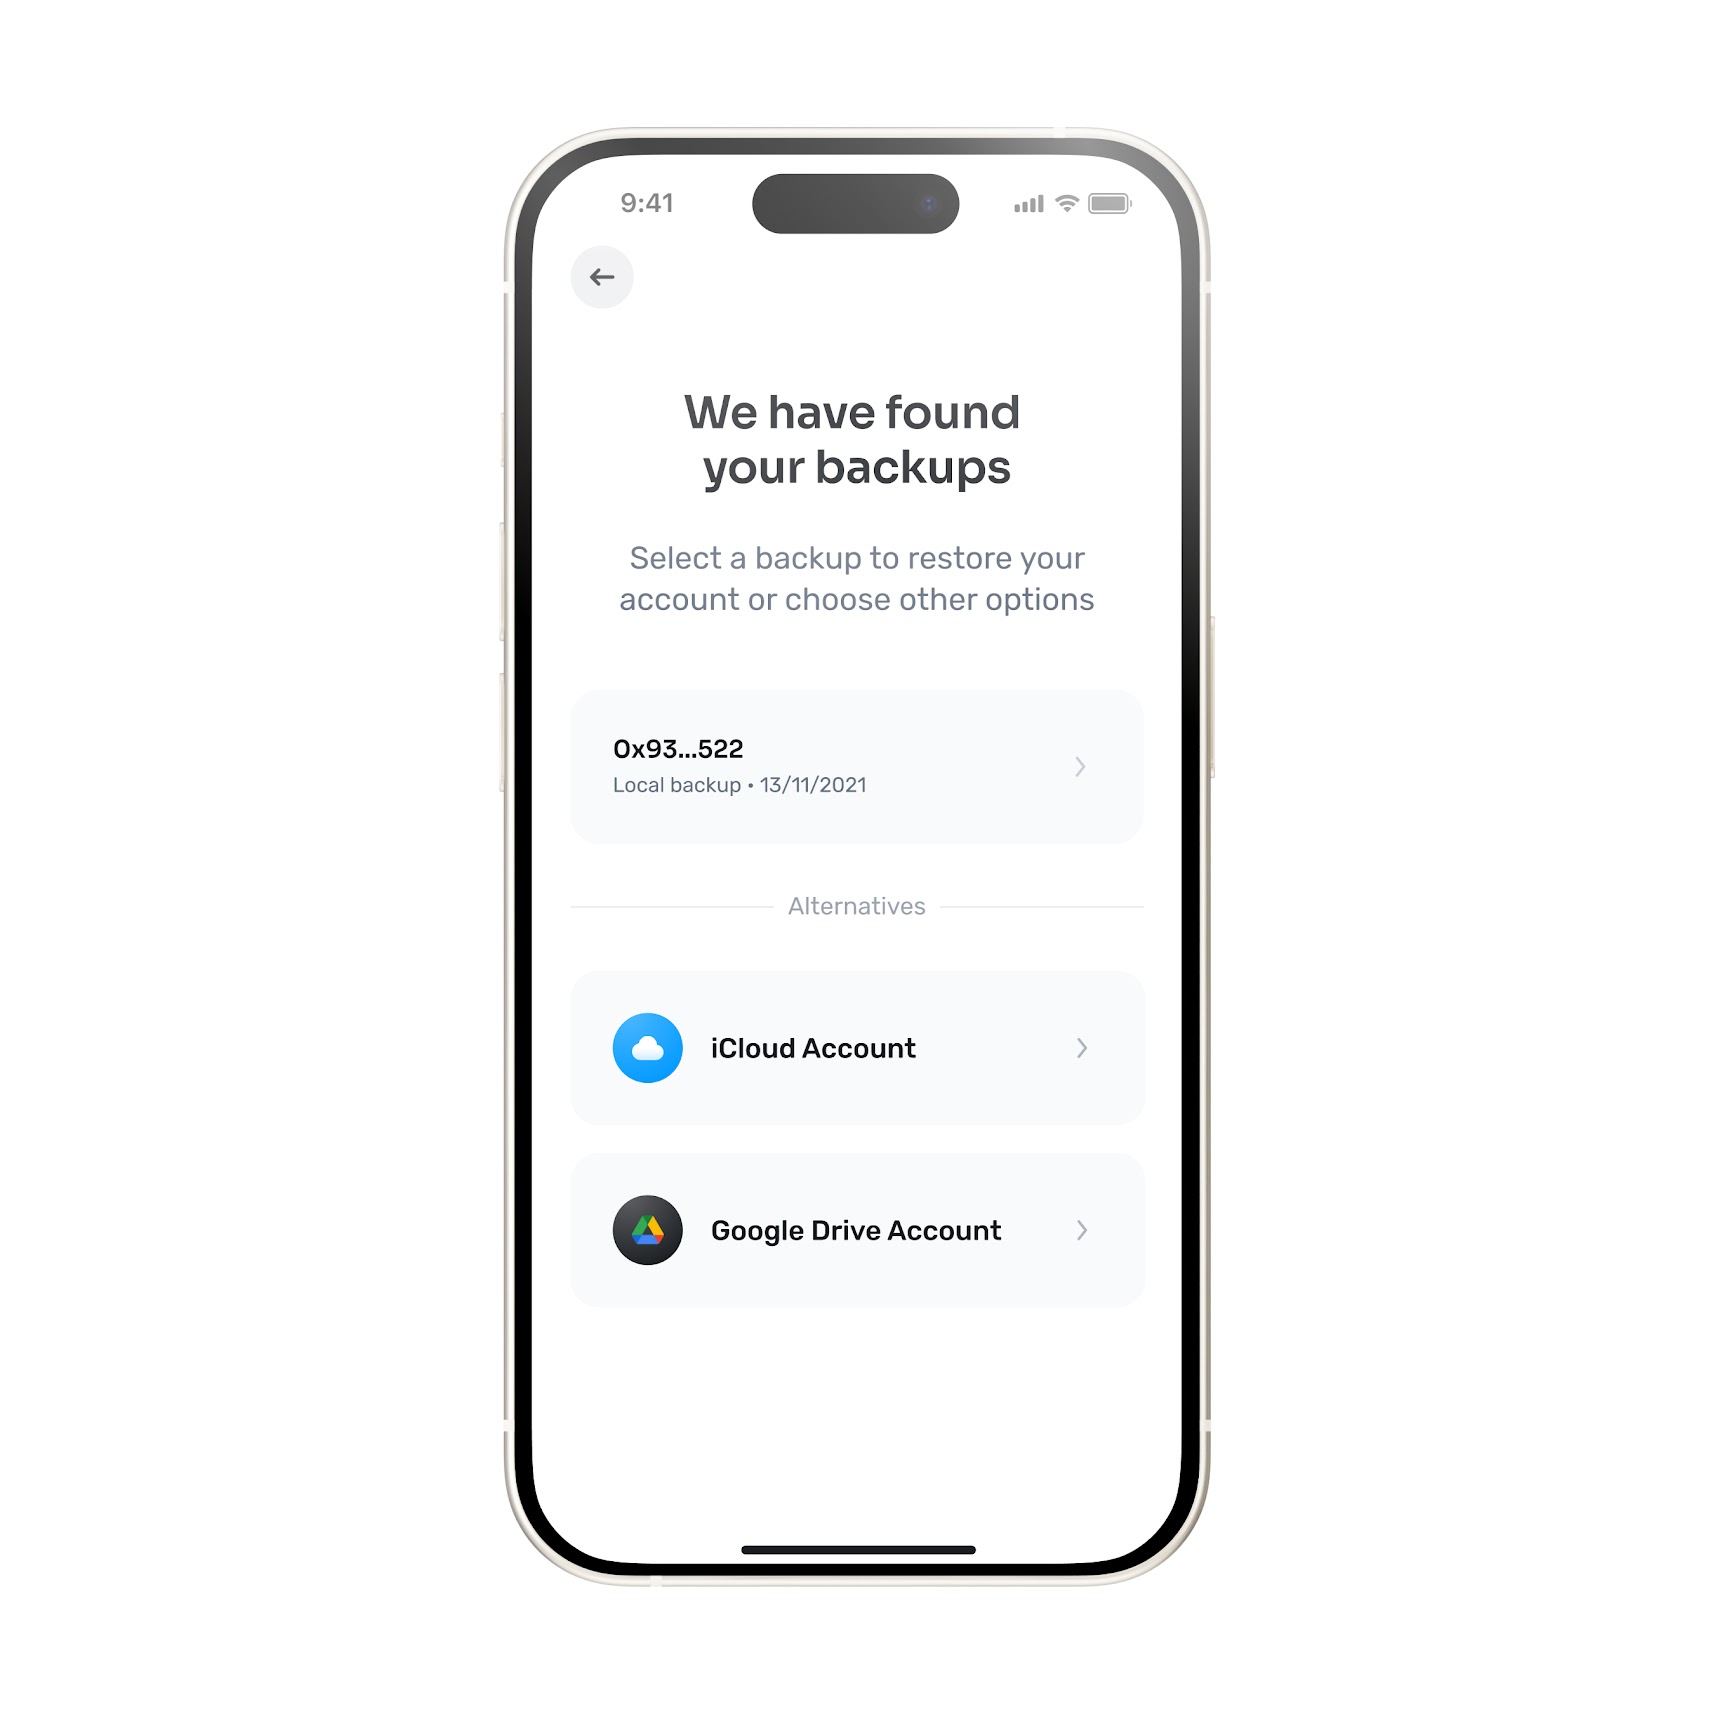 9:41
We have found
your backups
Select a backup to restore your
account or choose other options
0x93...522
Local backup • 13/11/2021
Alternatives
iCloud Account
Google Drive Account